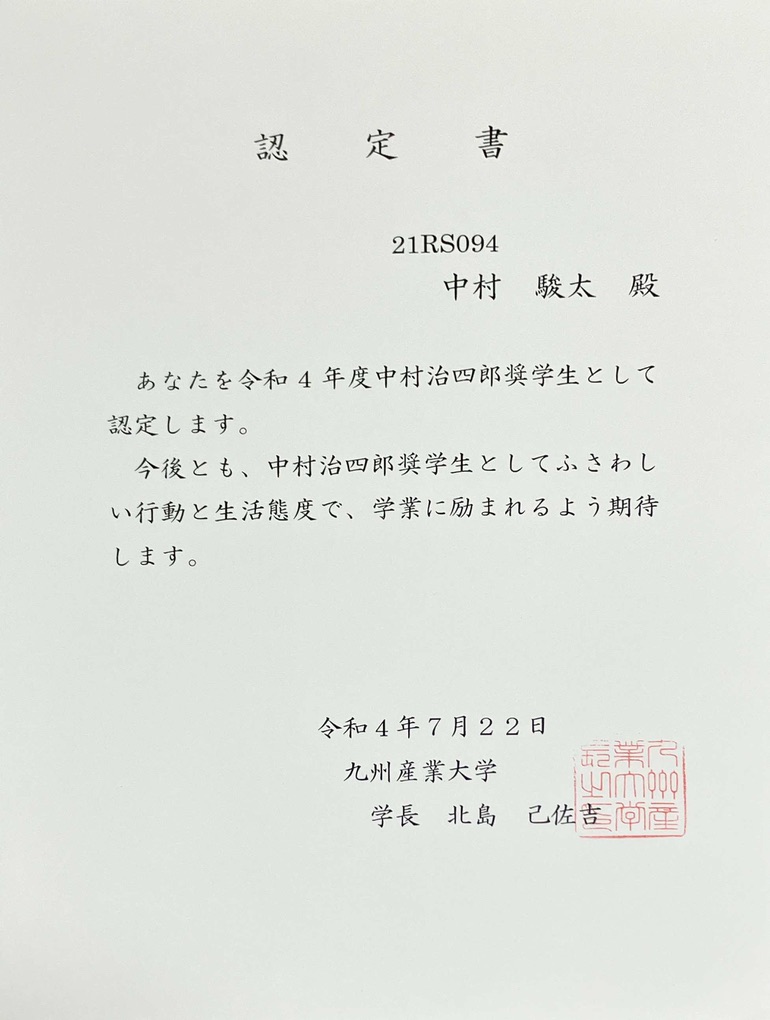 認　定　書
21RS094
中村　駿太　殿
あなたを令和４年度中村治四郎奨学生として
認定します。
今後とも、中村治四郎奨学生としてふさわし
い行動と生活態度で、学業に励まれるよう期待
します。
令和４年７月２２日
九州産業大学
学長　北島　己佐吉
九州産業大学長之印